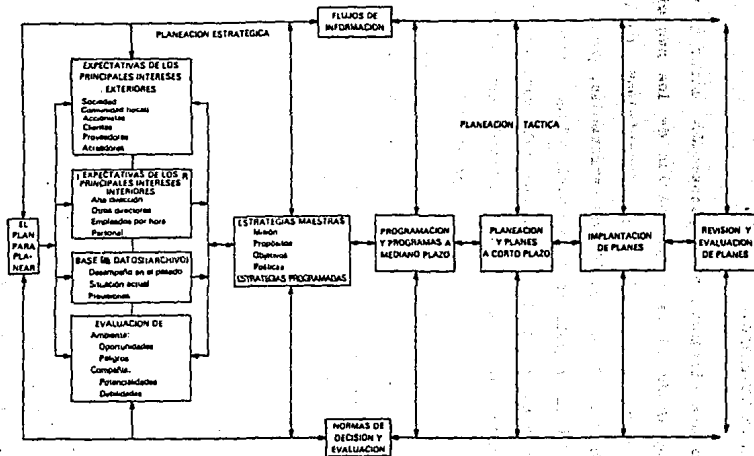 FLUJOS DE
INFORMACION
PLANEACION ESTRATÉGICA
EXPECTATIVAS DE LOS
PRINCIPALES INTERESES
EXTERIORES
Sociedad
Comunidad local
Accionistas
Clientes
Proveedores
Acreedores
PLANEACION TACTICA
EXPECTATIVAS DE LOS
PRINCIPALES INTERESES
INTERIORES
Alta dirección
Otros directores
Empleados por hora
Personal
EL
PLAN
PARA
PLA-
NEAR
BASE DE DATOS (ARCHIVO)
Desempeño en el pasado
Situación actual
Previsiones
EVALUACION DE
Ambiente:
Oportunidades
Peligros
Compañía.
Potencialidades
Debilidades
ESTRATEGIAS MAESTRAS
Misión
Propósitos
Objetivos
Políticas
ESTRATEGIAS PROGRAMADAS
PROGRAMACION
Y PROGRAMAS A
MEDIANO PLAZO
PLANEACION
Y PLANES
A CORTO PLAZO
IMPLANTACION
DE PLANES
REVISION Y
EVALUACION
DE PLANES
NORMAS DE
DECISIÓN Y
EVALUACION